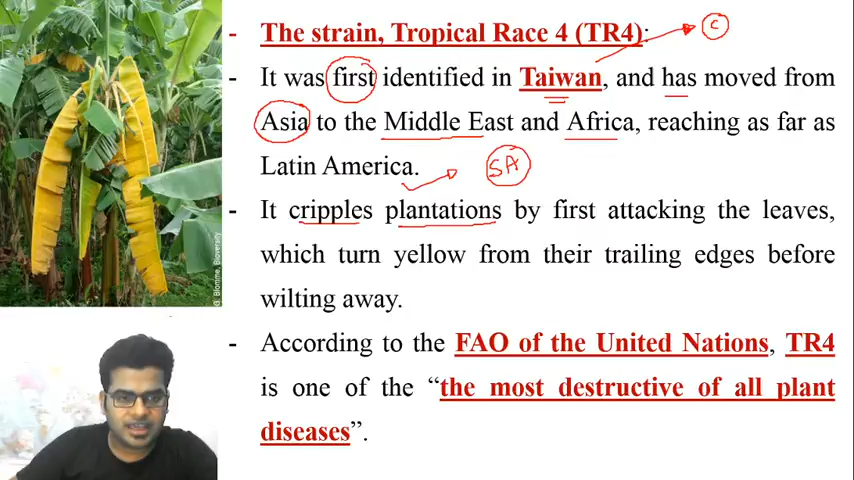 - The strain, Tropical Race 4 (TR4):
C
- It was first identified in Taiwan, and has moved from
Asia to the Middle East and Africa, reaching as far as
Latin America.
SA
- It cripples plantations by first attacking the leaves,
which turn yellow from their trailing edges before
wilting away.
- According to the FAO of the United Nations, TR4
is one of the “the most destructive of all plant
diseases”.
G. Blomme, Bioversity